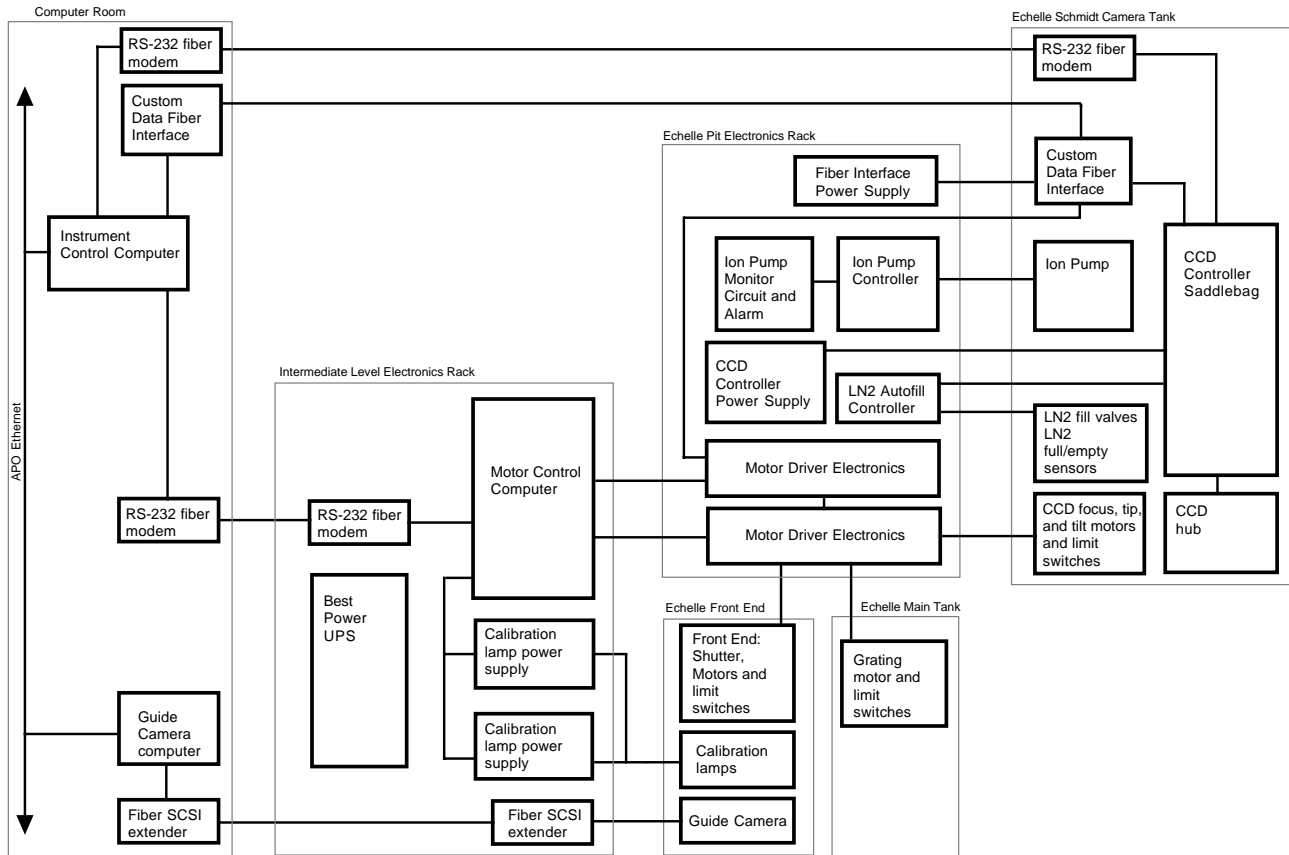 Computer Room
RS-232 fiber
modem
Custom
Data Fiber
Interface
Instrument
Control Computer
APO Ethernet
RS-232 fiber
modem
Guide
Camera
computer
Fiber SCSI
extender
Intermediate Level Electronics Rack
Motor Control
Computer
RS-232 fiber
modem
Best
Power
UPS
Calibration
lamp power
supply
Calibration
lamp power
supply
Fiber SCSI
extender
Echelle Pit Electronics Rack
Fiber Interface
Power Supply
Ion Pump
Monitor
Circuit and
Alarm
Ion Pump
Controller
CCD
Controller
Power Supply
LN2 Autofill
Controller
Motor Driver Electronics
Motor Driver Electronics
Echelle Front End
Front End:
Shutter,
Motors and
limit
switches
Calibration
lamps
Guide Camera
Echelle Main Tank
Grating
motor and
limit
switches
Echelle Schmidt Camera Tank
RS-232 fiber
modem
Custom
Data Fiber
Interface
Ion Pump
CCD
Controller
Saddlebag
LN2 fill valves
LN2
full/empty
sensors
CCD focus, tip,
and tilt motors
and limit
switches
CCD
hub